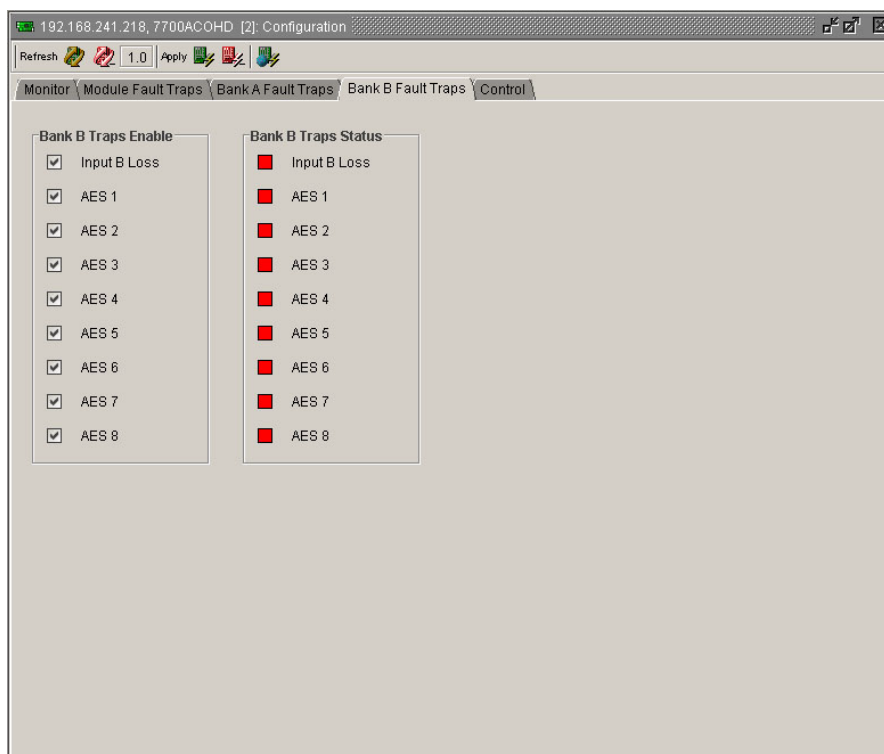 192.168.241.218, 7700ACOHD [2]: Configuration
Refresh 1.0 Apply
Monitor Module Fault Traps Bank A Fault Traps Bank B Fault Traps Control
Bank B Traps Enable
Input B Loss
AES 1
AES 2
AES 3
AES 4
AES 5
AES 6
AES 7
AES 8
Bank B Traps Status
Input B Loss
AES 1
AES 2
AES 3
AES 4
AES 5
AES 6
AES 7
AES 8